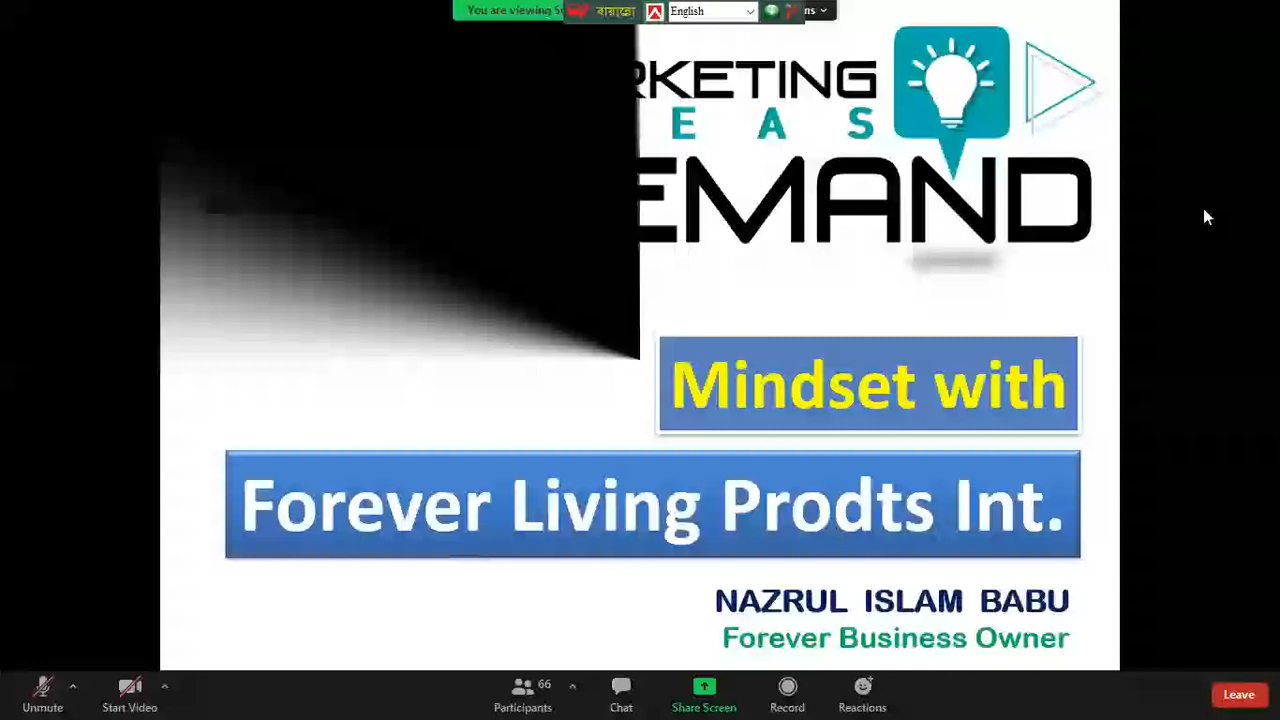 You are viewing
বায়ান্নো
English
ns
RKETING
EAS
EMAND
Mindset with
Forever Living Prodts Int.
NAZRUL ISLAM BABU
Forever Business Owner
66
Unmute
Start Video
Participants
Chat
Share Screen
Record
Reactions
Leave